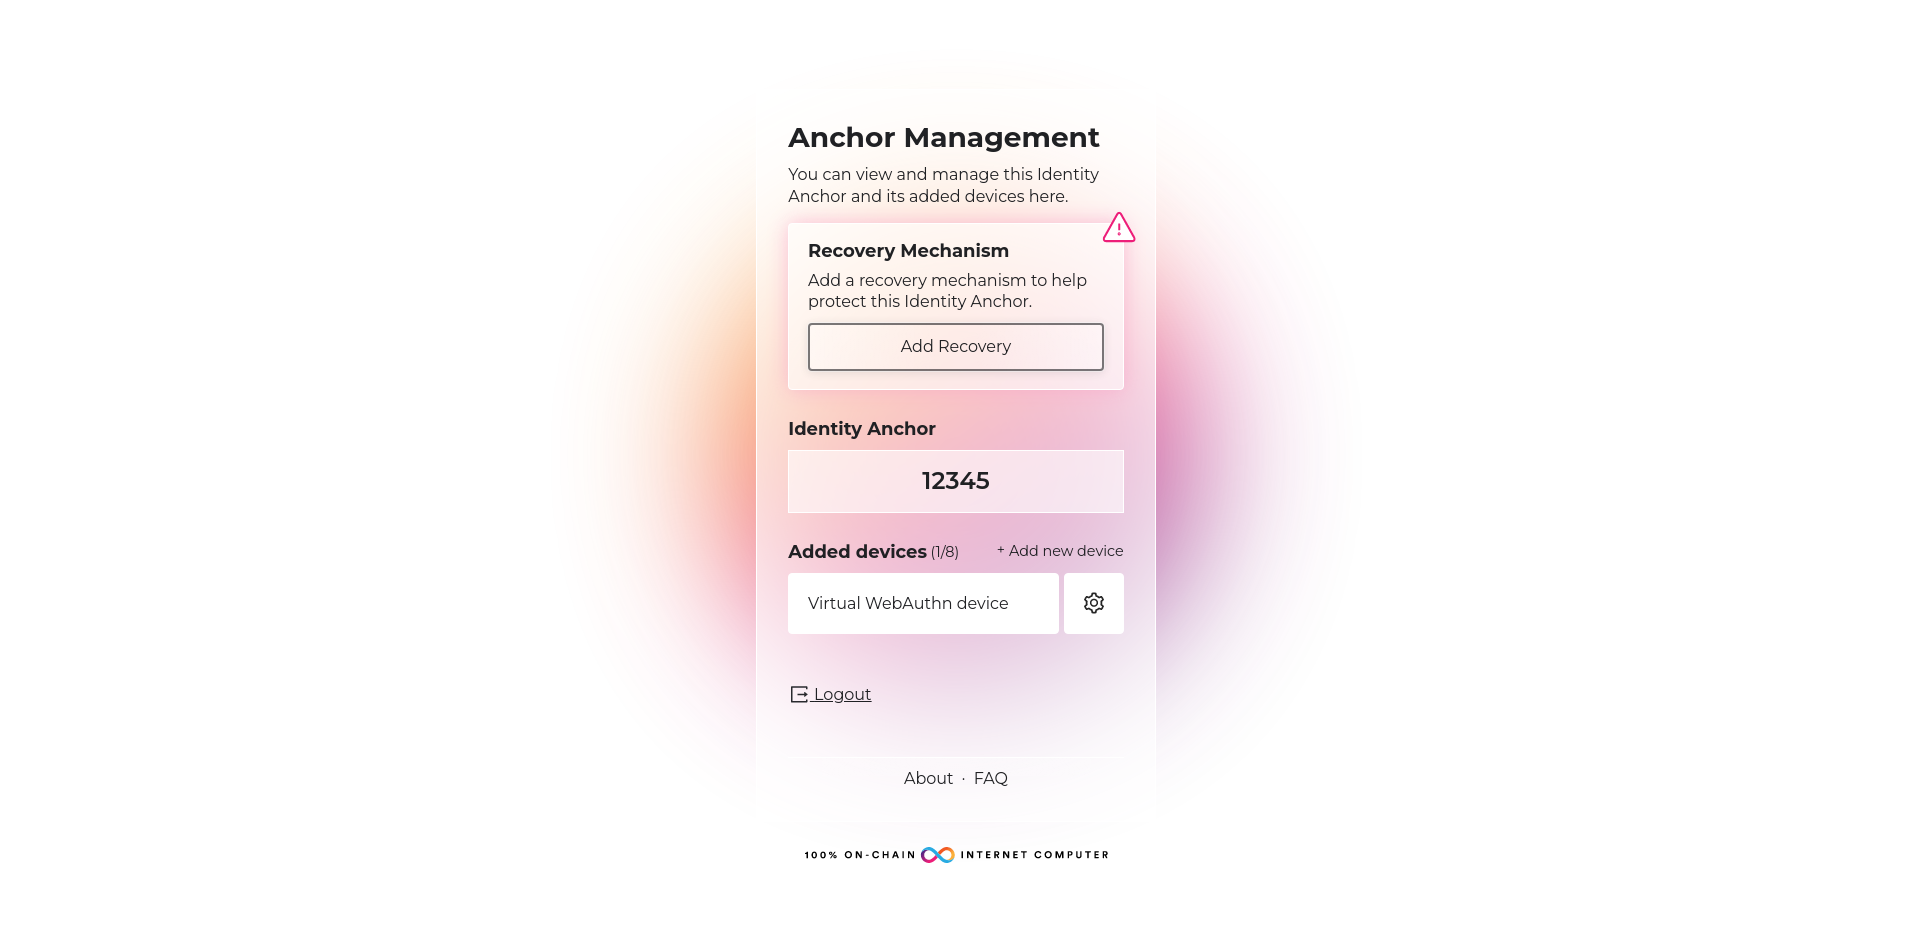 Anchor Management
You can view and manage this Identity
Anchor and its added devices here.
Recovery Mechanism
Add a recovery mechanism to help
protect this Identity Anchor.
Add Recovery
Identity Anchor
12345
Added devices (1/8) + Add new device
Virtual WebAuthn device
Logout
About · FAQ
100% ON-CHAIN INTERNET COMPUTER